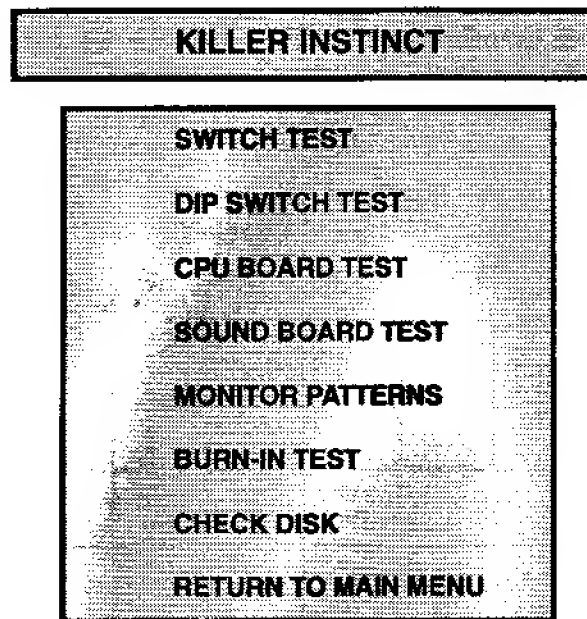 KILLER INSTINCT
SWITCH TEST
DIP SWITCH TEST
CPU BOARD TEST
SOUND BOARD TEST
MONITOR PATTERNS
BURN-IN TEST
CHECK DISK
RETURN TO MAIN MENU